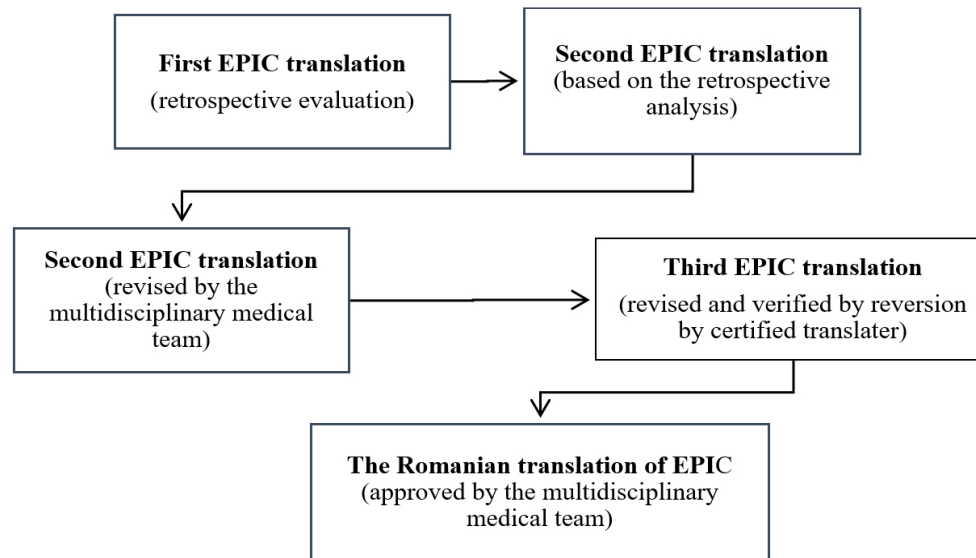 First EPIC translation
(retrospective evaluation)
Second EPIC translation
(based on the retrospective
analysis)
Second EPIC translation
(revised by the
multidisciplinary medical
team)
Third EPIC translation
(revised and verified by reversion
by certified translater)
The Romanian translation of EPIC
(approved by the multidisciplinary
medical team)